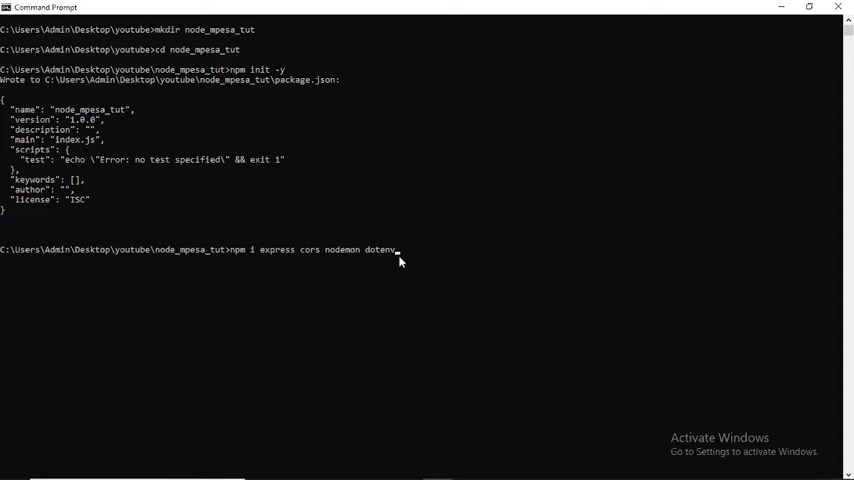 Command Prompt
C:\Users\Admin\Desktop\youtube>mkdir node_mpesa_tut
C:\Users\Admin\Desktop\youtube>cd node_mpesa_tut
C:\Users\Admin\Desktop\youtube\node_mpesa_tut>npm init -y
Wrote to C:\Users\Admin\Desktop\youtube\node_mpesa_tut\package.json:
{
"name": "node_mpesa_tut",
"version": "1.0.0",
"description": "",
"main": "index.js",
"scripts": {
"test": "echo \"Error: no test specified\" && exit 1"
},
"keywords": [],
"author": "",
"license": "ISC"
}
C:\Users\Admin\Desktop\youtube\node_mpesa_tut>npm i express cors nodemon dotenv
Activate Windows
Go to Settings to activate Windows.